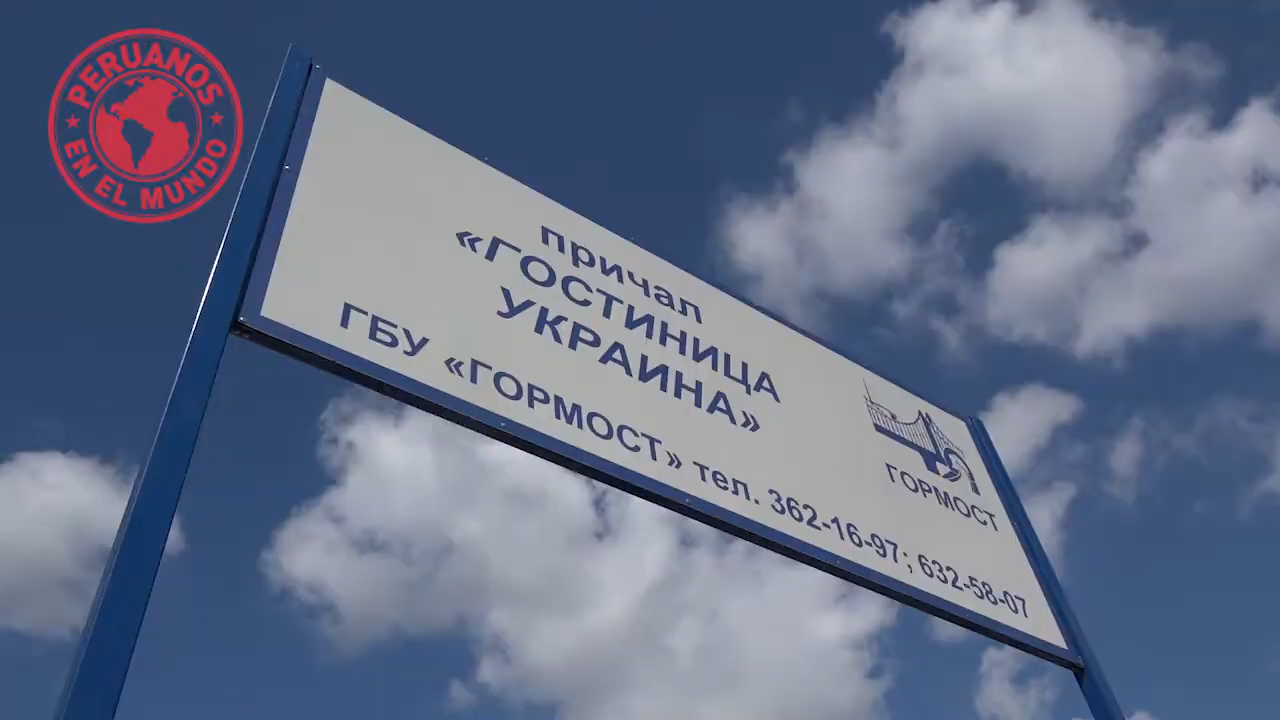 PERUANOS
EN EL MUNDO
причал
«ГОСТИНИЦА
УКРАИНА»
ГБУ «ГОРМОСТ» тел. 362-16-97; 632-58-07
ГОРМОСТ